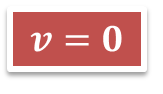 v = 0